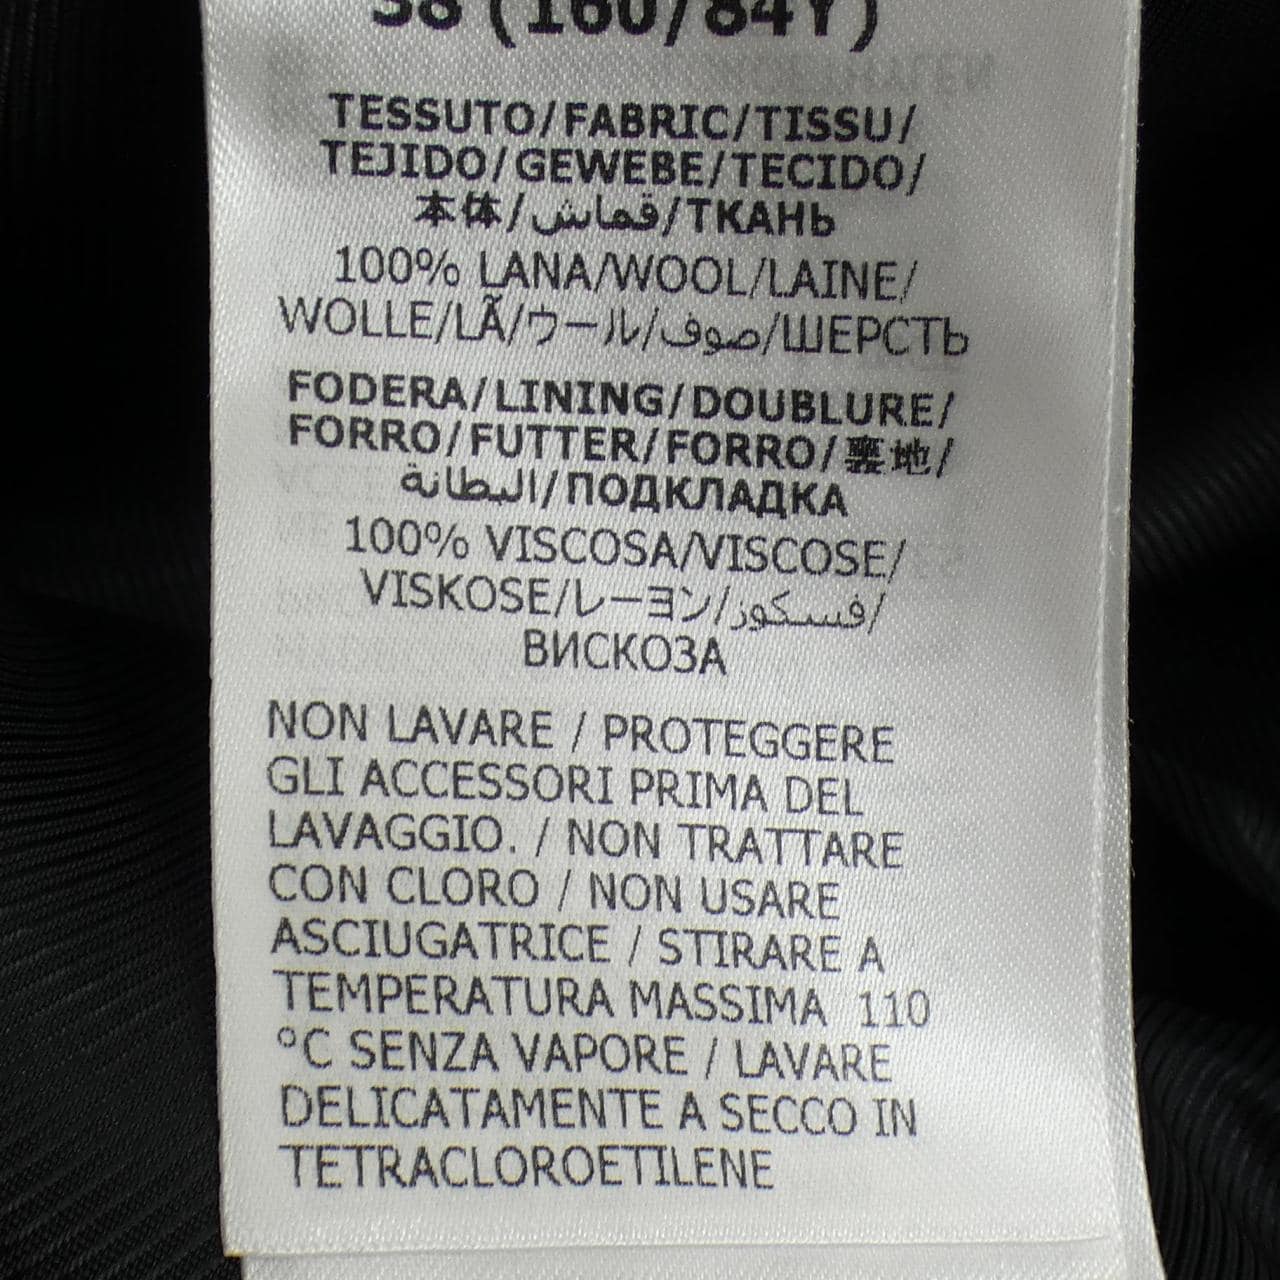 38 (160/84Y)
TESSUTO/FABRIC/TISSU/
TEJIDO/GEWEBE/TECIDO/
本体/قماش/ТКАНЬ
100% LANA/WOOL/LAINE/
WOLLE/LÃ/ウール/صوف/ШЕРСТЬ
FODERA/LINING/DOUBLURE/
FORRO/FUTTER/FORRO/裏地/
البطانة/ПОДКЛАДКА
100% VISCOSA/VISCOSE/
VISKOSE/レーヨン/فسكوز/
ВИСКОЗА
NON LAVARE / PROTEGGERE
GLI ACCESSORI PRIMA DEL
LAVAGGIO. / NON TRATTARE
CON CLORO / NON USARE
ASCIUGATRICE / STIRARE A
TEMPERATURA MASSIMA 110
°C SENZA VAPORE / LAVARE
DELICATAMENTE A SECCO IN
TETRACLOROETILENE